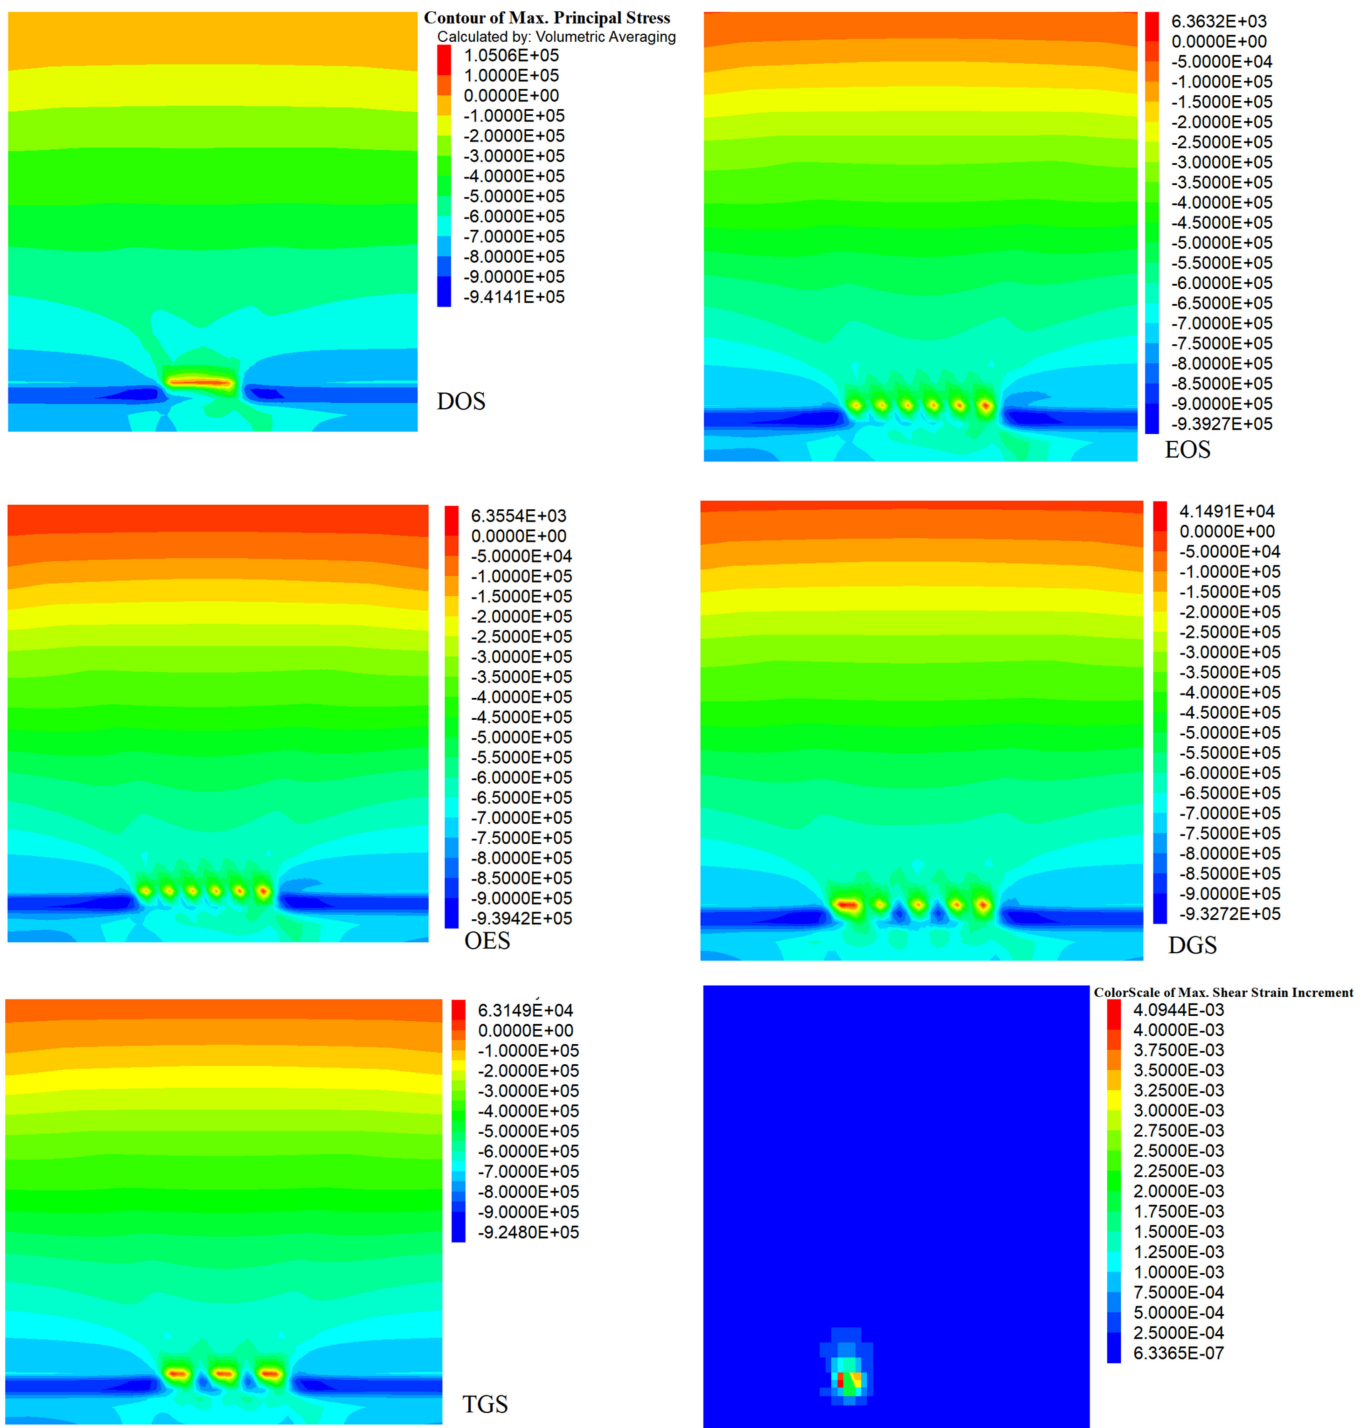 Contour of Max. Principal Stress
Calculated by: Volumetric Averaging
1.0506E+05
1.0000E+05
0.0000E+00
-1.0000E+05
-2.0000E+05
-3.0000E+05
-4.0000E+05
-5.0000E+05
-6.0000E+05
-7.0000E+05
-8.0000E+05
-9.0000E+05
-9.4141E+05
DOS
6.3632E+03
0.0000E+00
-5.0000E+04
-1.0000E+05
-1.5000E+05
-2.0000E+05
-2.5000E+05
-3.0000E+05
-3.5000E+05
-4.0000E+05
-4.5000E+05
-5.0000E+05
-5.5000E+05
-6.0000E+05
-6.5000E+05
-7.0000E+05
-7.5000E+05
-8.0000E+05
-8.5000E+05
-9.0000E+05
-9.3927E+05
EOS
6.3554E+03
0.0000E+00
-5.0000E+04
-1.0000E+05
-1.5000E+05
-2.0000E+05
-2.5000E+05
-3.0000E+05
-3.5000E+05
-4.0000E+05
-4.5000E+05
-5.0000E+05
-5.5000E+05
-6.0000E+05
-6.5000E+05
-7.0000E+05
-7.5000E+05
-8.0000E+05
-8.5000E+05
-9.0000E+05
-9.3942E+05
OES
4.1491E+04
0.0000E+00
-5.0000E+04
-1.0000E+05
-1.5000E+05
-2.0000E+05
-2.5000E+05
-3.0000E+05
-3.5000E+05
-4.0000E+05
-4.5000E+05
-5.0000E+05
-5.5000E+05
-6.0000E+05
-6.5000E+05
-7.0000E+05
-7.5000E+05
-8.0000E+05
-8.5000E+05
-9.0000E+05
-9.3272E+05
DGS
6.3149E+04
0.0000E+00
-1.0000E+05
-2.0000E+05
-3.0000E+05
-4.0000E+05
-5.0000E+05
-6.0000E+05
-7.0000E+05
-8.0000E+05
-9.0000E+05
-9.2480E+05
TGS
ColorScale of Max. Shear Strain Increment
4.0944E-03
4.0000E-03
3.7500E-03
3.5000E-03
3.2500E-03
3.0000E-03
2.7500E-03
2.5000E-03
2.2500E-03
2.0000E-03
1.7500E-03
1.5000E-03
1.2500E-03
1.0000E-03
7.5000E-04
5.0000E-04
2.5000E-04
6.3365E-07